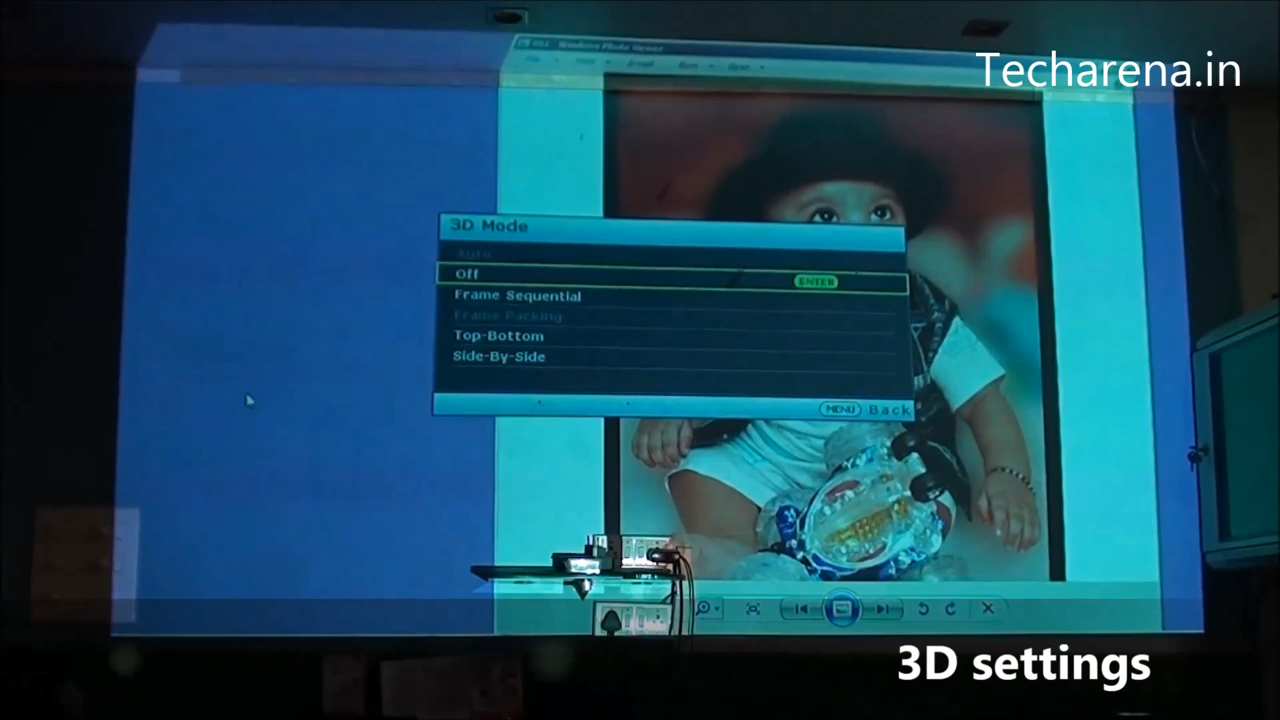 Techarena.in
Windows Photo Viewer
3D Mode
Auto
Off
ENTER
Frame Sequential
Frame Packing
Top-Bottom
Side-By-Side
MENU Back
3D settings